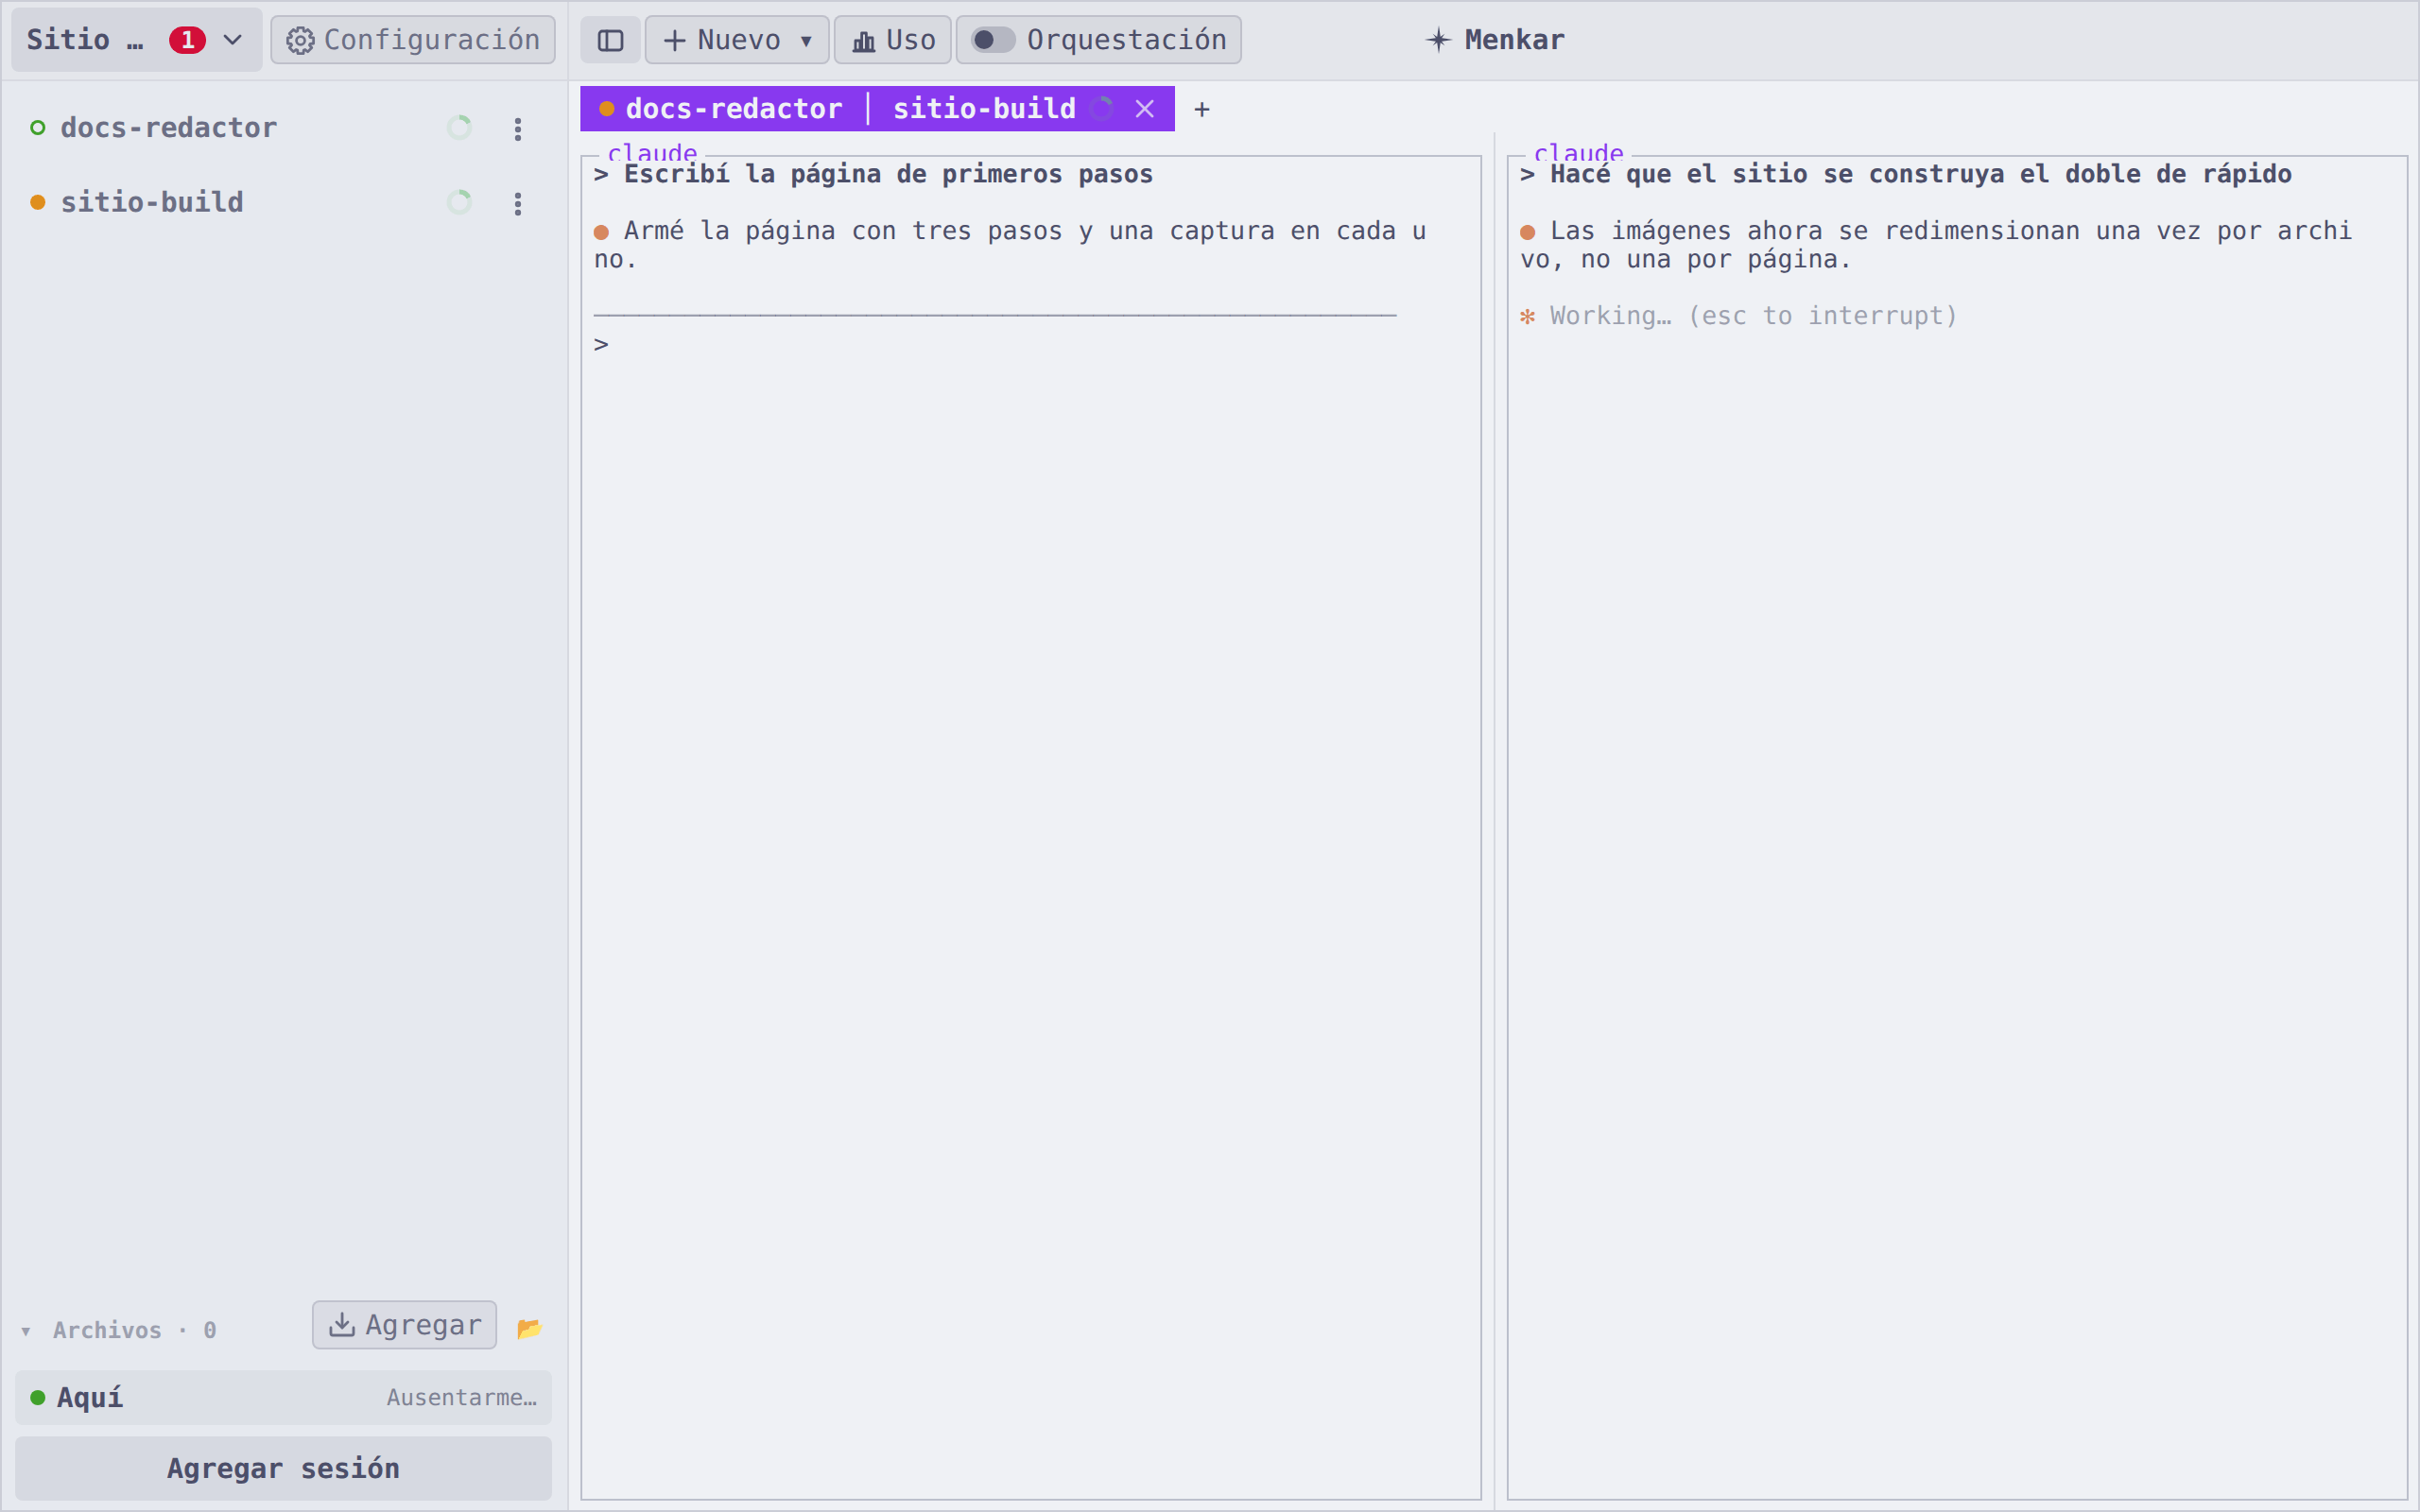 Sitio … 1
Configuración
+ Nuevo ▾
Uso
Orquestación
Menkar
docs-redactor
sitio-build
docs-redactor │ sitio-build
+
claude
> Escribí la página de primeros pasos
● Armé la página con tres pasos y una captura en cada u
no.
>
claude
> Hacé que el sitio se construya el doble de rápido
● Las imágenes ahora se redimensionan una vez por archi
vo, no una por página.
✻ Working… (esc to interrupt)
▾ Archivos · 0
Agregar
Aquí
Ausentarme…
Agregar sesión